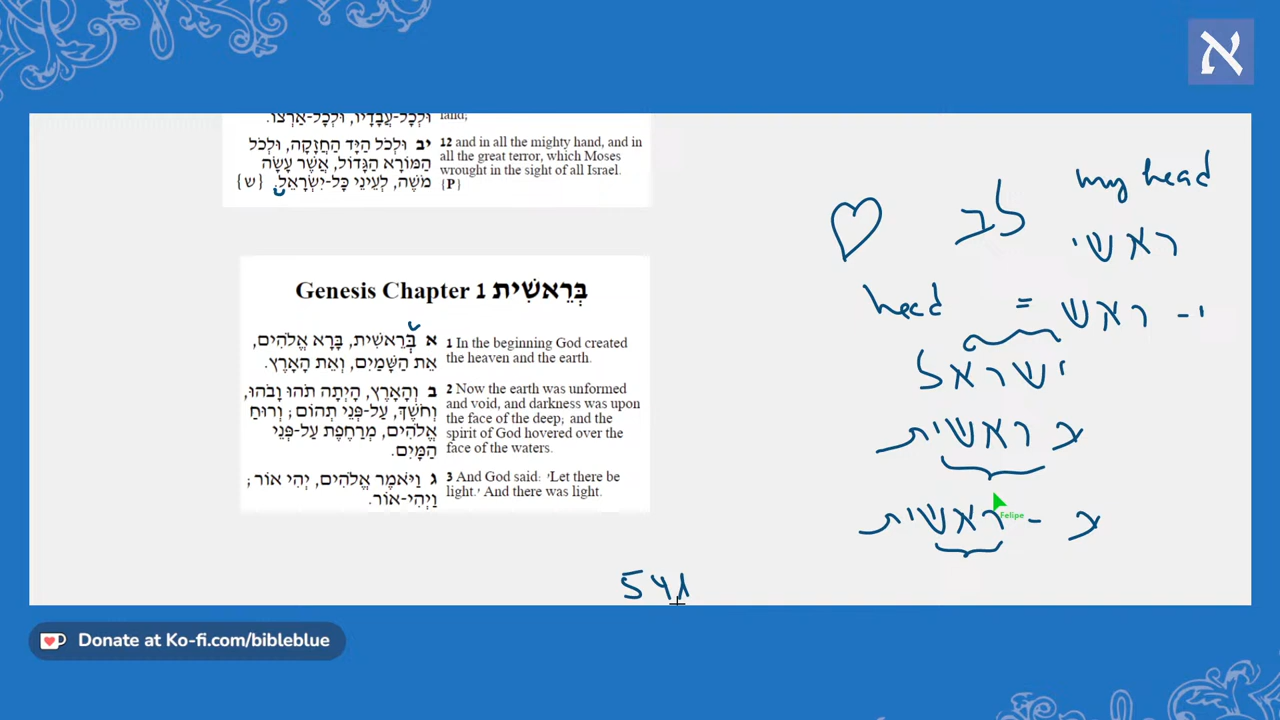 א
וּלְכָל-עֲבָדָיו, וּלְכָל-אַרְצוֹ.
land;
יב וּלְכֹל הַיָּד הַחֲזָקָה, וּלְכֹל
הַמּוֹרָא הַגָּדוֹל, אֲשֶׁר עָשָׂה
מֹשֶׁה, לְעֵינֵי כָּל-יִשְׂרָאֵל. {ש}
12 and in all the mighty hand, and in
all the great terror, which Moses
wrought in the sight of all Israel.
{P}
Genesis Chapter 1 בְּרֵאשִׁית
א בְּרֵאשִׁית, בָּרָא אֱלֹהִים,
אֵת הַשָּׁמַיִם, וְאֵת הָאָרֶץ.
1 In the beginning God created
the heaven and the earth.
ב וְהָאָרֶץ, הָיְתָה תֹהוּ וָבֹהוּ,
וְחֹשֶׁךְ, עַל-פְּנֵי תְהוֹם; וְרוּחַ
אֱלֹהִים, מְרַחֶפֶת עַל-פְּנֵי
הַמָּיִם.
2 Now the earth was unformed
and void, and darkness was upon
the face of the deep; and the
spirit of God hovered over the
face of the waters.
ג וַיֹּאמֶר אֱלֹהִים, יְהִי אוֹר;
וַיְהִי-אוֹר.
3 And God said: 'Let there be
light.' And there was light.
my head
לב
ראשי
head = ראש -י
ישראל
ב ראשית
ב - ראשית
Felipe
541
Donate at Ko-fi.com/bibleblue